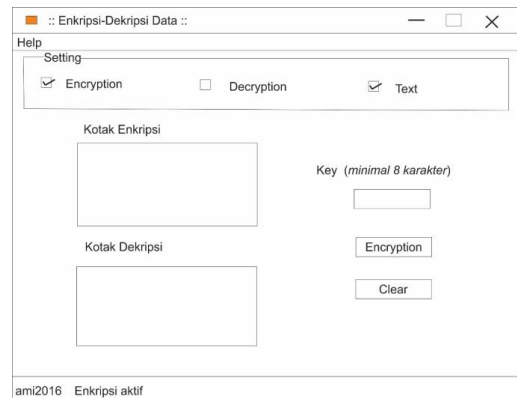 :: Enkripsi-Dekripsi Data ::
Help
Setting
Encryption Decryption Text
Kotak Enkripsi
Key (minimal 8 karakter)
Kotak Dekripsi
Encryption
Clear
ami2016 Enkripsi aktif